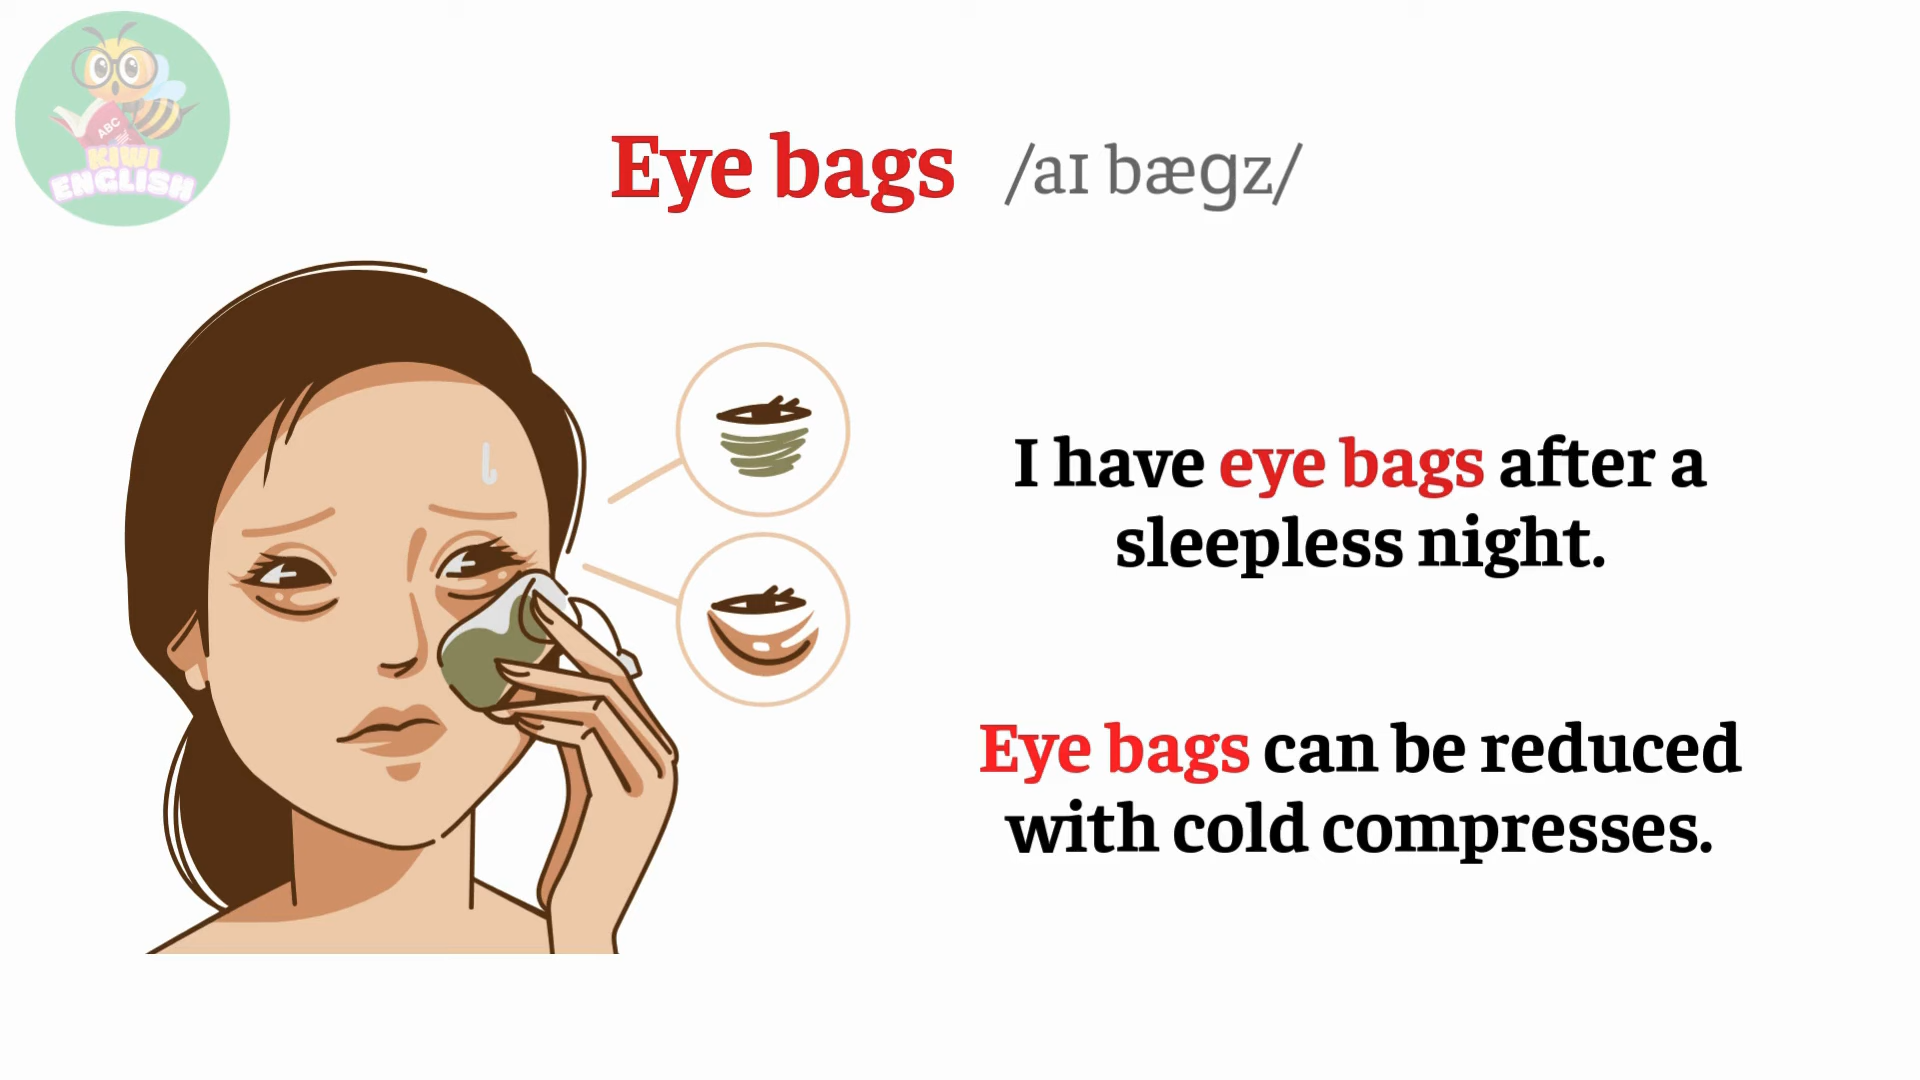 ABC
KIWI
ENGLISH
Eye bags /aɪ bægz/
I have eye bags after a
sleepless night.
Eye bags can be reduced
with cold compresses.